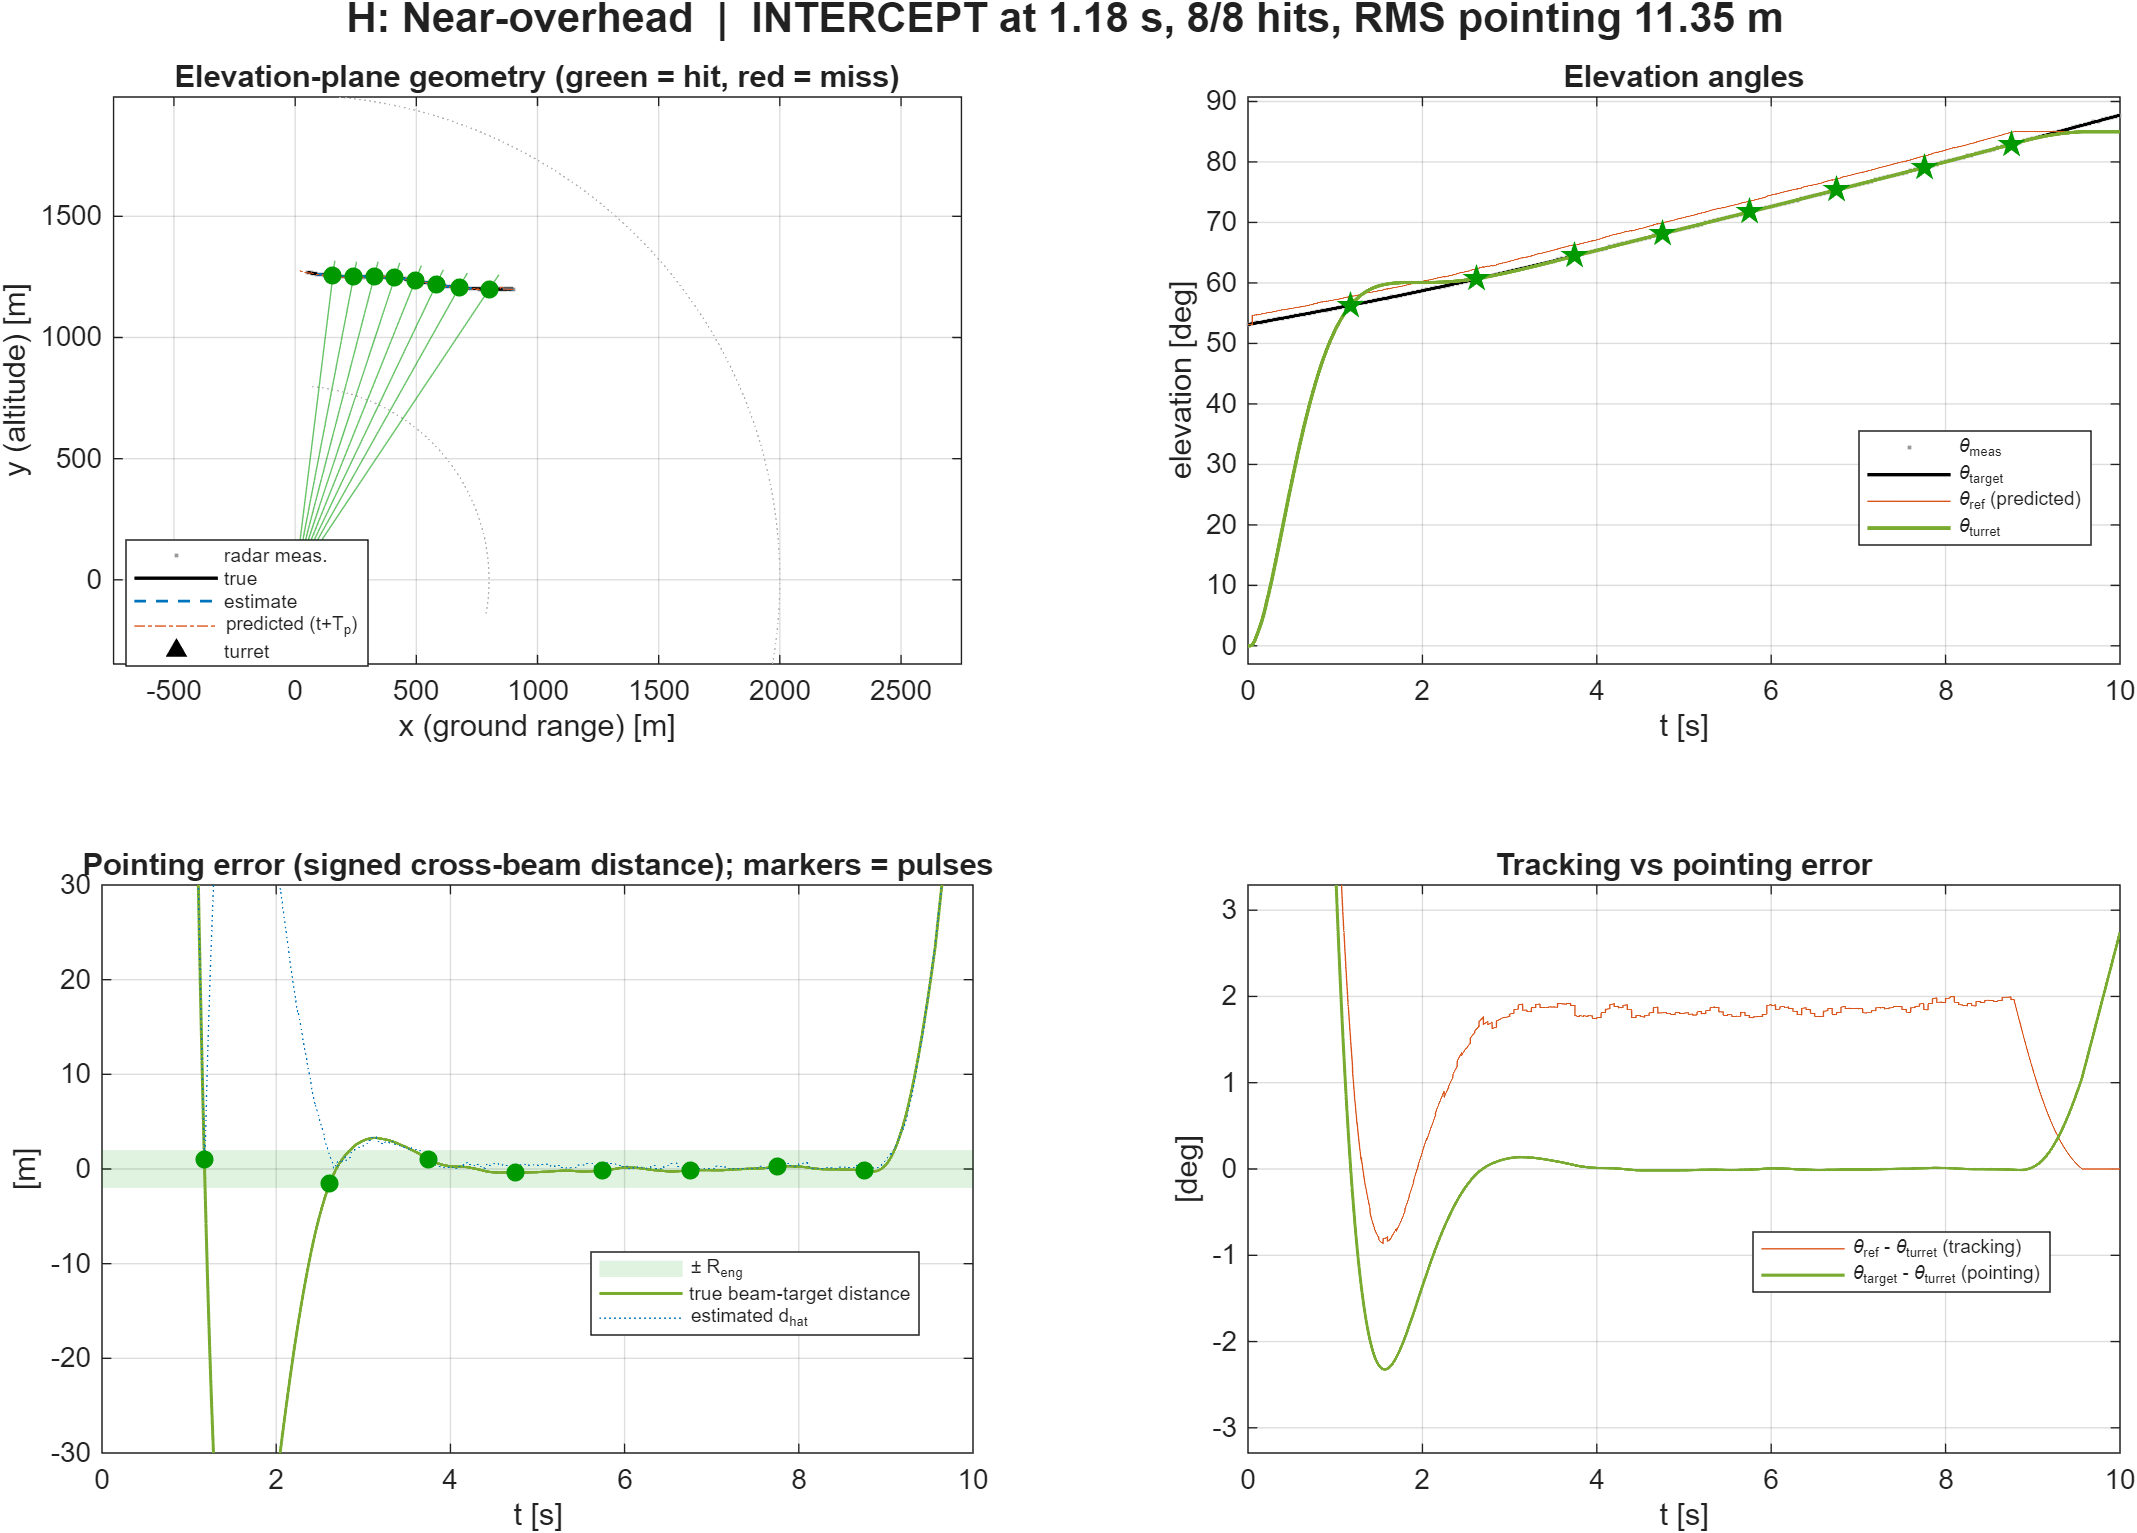 H: Near-overhead | INTERCEPT at 1.18 s, 8/8 hits, RMS pointing 11.35 m
Elevation-plane geometry (green = hit, red = miss)
y (altitude) [m]
1500
1000
500
0
-500 0 500 1000 1500 2000 2500
x (ground range) [m]
radar meas.
true
estimate
predicted (t+Tp)
turret
Elevation angles
elevation [deg]
90
80
70
60
50
40
30
20
10
0
0 2 4 6 8 10
t [s]
θmeas
θtarget
θref (predicted)
θturret
Pointing error (signed cross-beam distance); markers = pulses
[m]
30
20
10
0
-10
-20
-30
0 2 4 6 8 10
t [s]
± Reng
true beam-target distance
estimated dhat
Tracking vs pointing error
[deg]
3
2
1
0
-1
-2
-3
0 2 4 6 8 10
t [s]
θref - θturret (tracking)
θtarget - θturret (pointing)